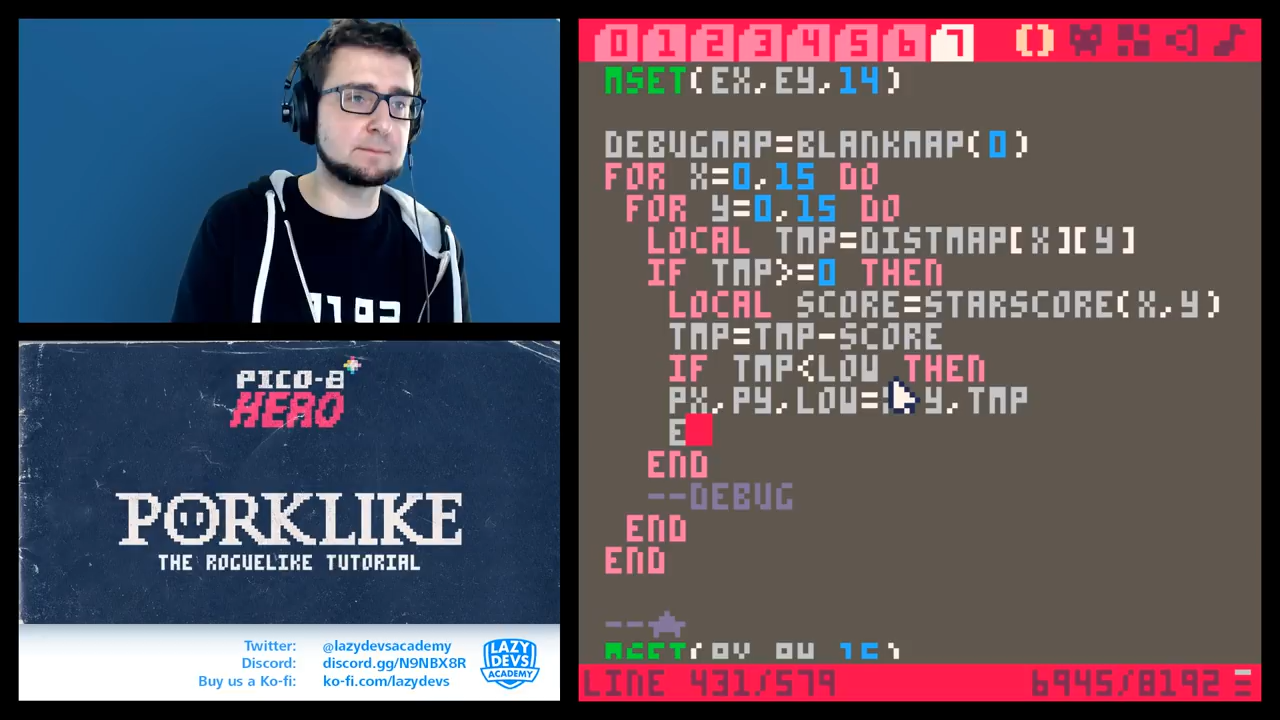 8192
PICO-8
HERO
PORKLIKE
THE ROGUELIKE TUTORIAL
Twitter: @lazydevsacademy
Discord: discord.gg/N9NBX8R
Buy us a Ko-fi: ko-fi.com/lazydevs
LAZY
DEVS
ACADEMY
0 1 2 3 4 5 6 7
MSET(EX,EY,14)
DEBUGMAP=BLANKMAP(0)
FOR X=0,15 DO
FOR Y=0,15 DO
LOCAL TMP=DISTMAP[X][Y]
IF TMP>=0 THEN
LOCAL SCORE=STARSCORE(X,Y)
TMP=TMP-SCORE
IF TMP<LOW THEN
PX,PY,LOW= Y,TMP
E
END
--DEBUG
END
END
--
LINE 431/579
6945/8192